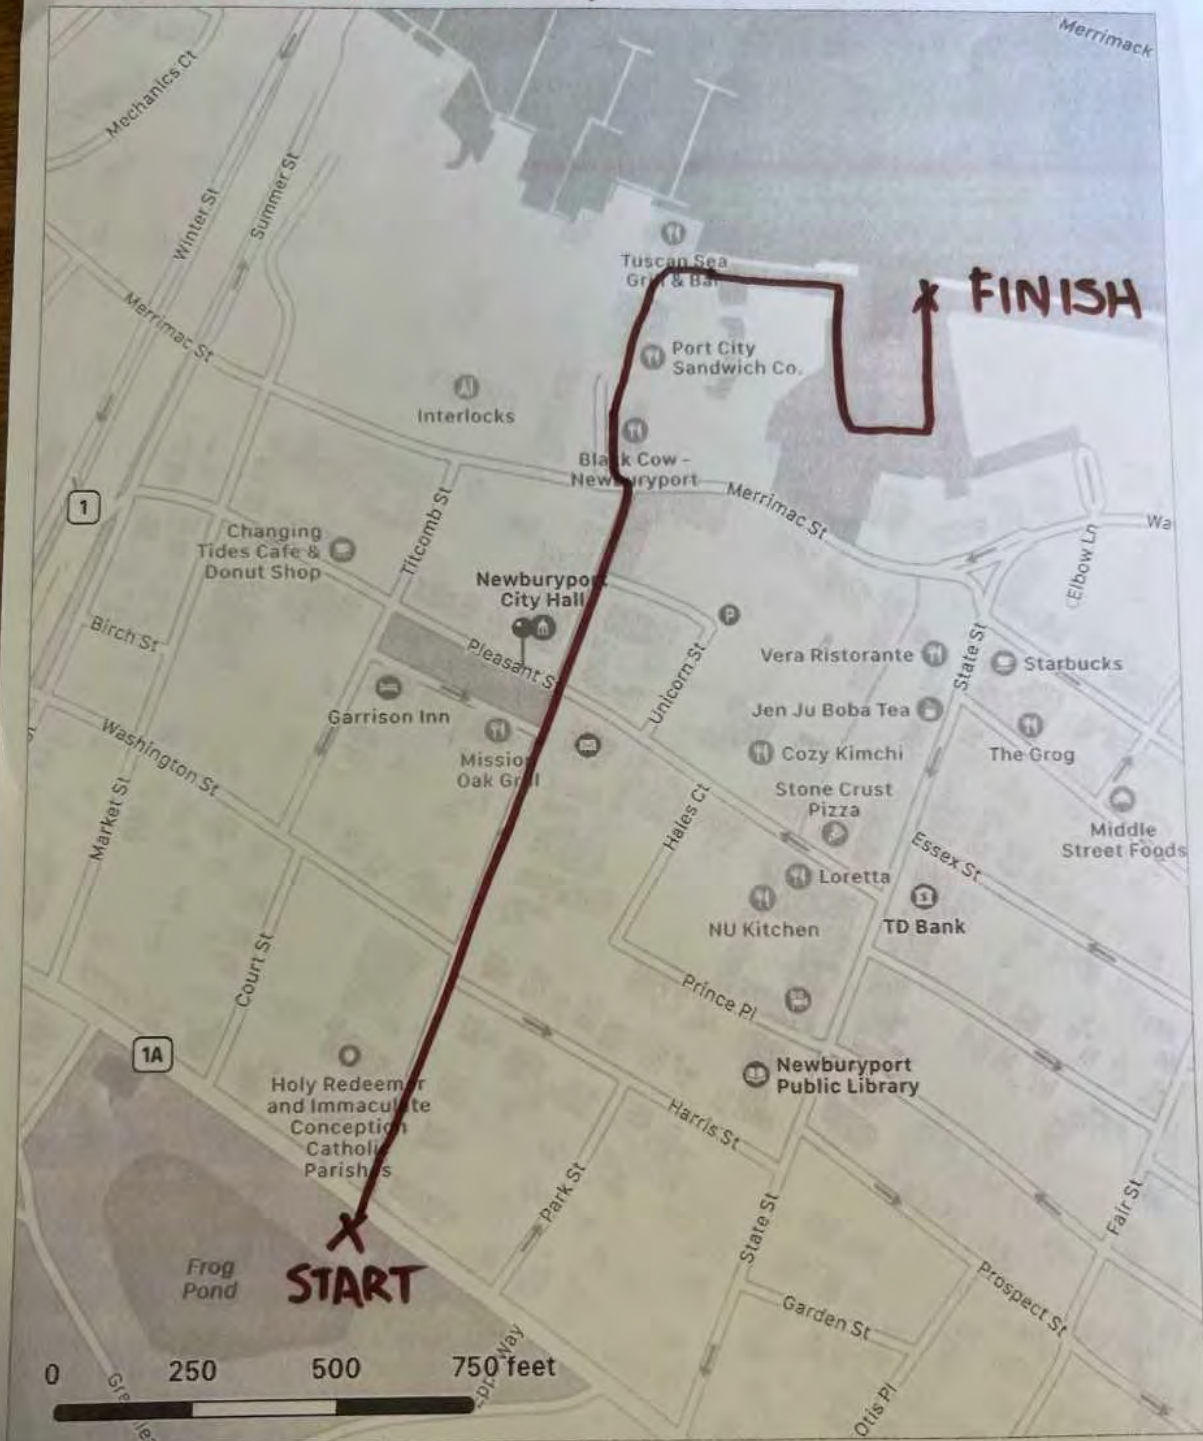 Merrimack
Mechanics Ct
Winter St
Summer St
Merrimac St
Tuscan Sea
Grill & Bar
FINISH
Port City
Sandwich Co.
Interlocks
Black Cow -
Newburyport
Merrimac St
1
Titcomb St
Changing
Tides Cafe &
Donut Shop
Wa
Elbow Ln
Newburyport
City Hall
P
Birch St
Pleasant St
Unicorn St
Vera Ristorante
State St
Starbucks
Garrison Inn
Jen Ju Boba Tea
Mission
Oak Grill
Cozy Kimchi
The Grog
Washington St
Stone Crust
Pizza
Market St
Hales Ct
Middle
Street Foods
Essex St
Loretta
NU Kitchen
TD Bank
Court St
Prince Pl
1A
Holy Redeemer
and Immaculate
Conception
Catholic
Parishes
Newburyport
Public Library
Harris St
Park St
State St
Fair St
Frog
Pond
START
Prospect St
Garden St
Otis Pl
0 250 500 750 feet